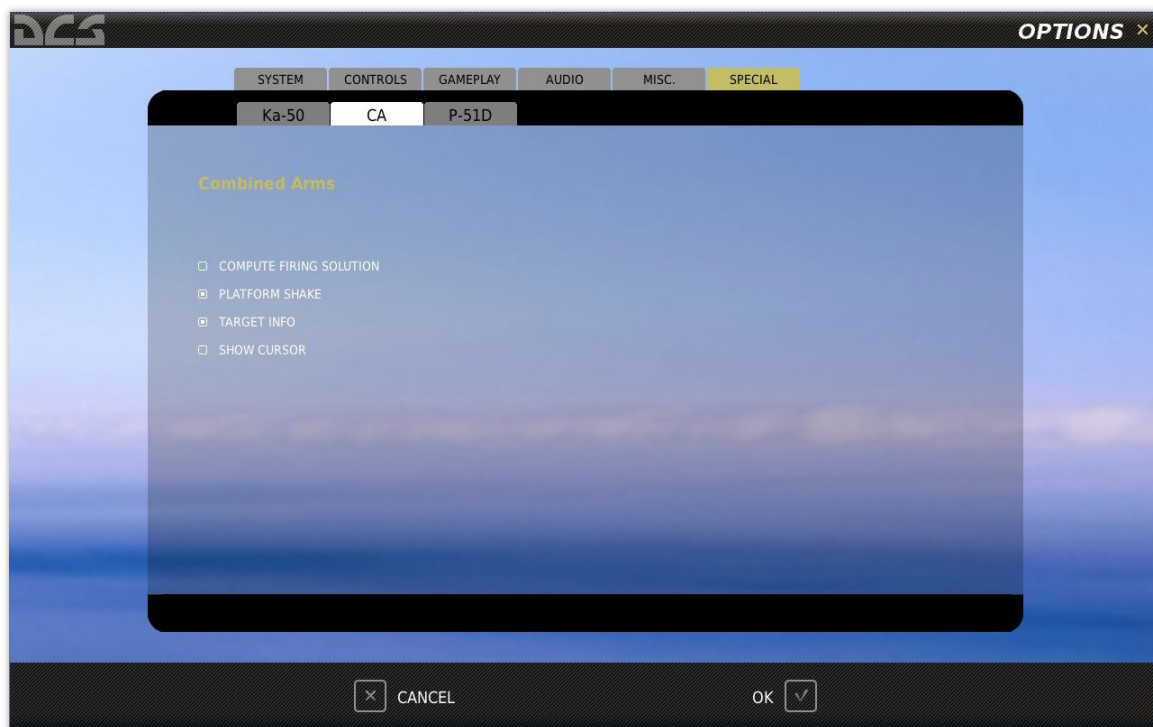 DCS OPTIONS
SYSTEM CONTROLS GAMEPLAY AUDIO MISC. SPECIAL
Ka-50 CA P-51D
Combined Arms
COMPUTE FIRING SOLUTION
PLATFORM SHAKE
TARGET INFO
SHOW CURSOR
CANCEL OK